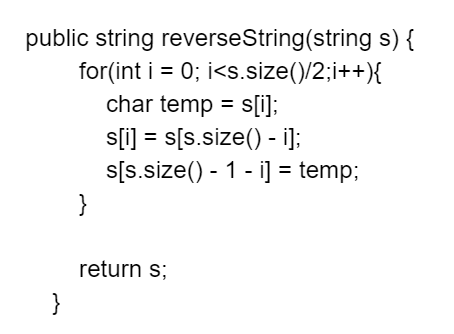 public string reverseString(string s) {
for(int i = 0; i<s.size()/2;i++){
char temp = s[i];
s[i] = s[s.size() - i];
s[s.size() - 1 - i] = temp;
}
return s;
}